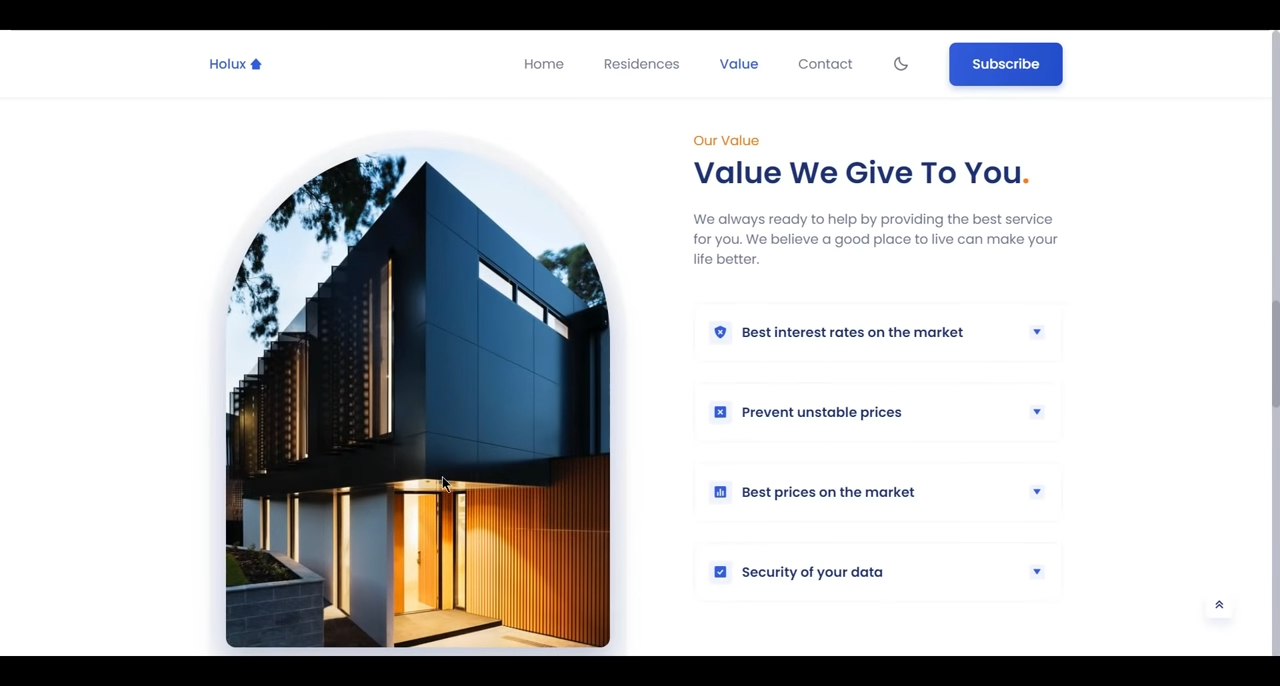 Holux
Home
Residences
Value
Contact
Subscribe
Our Value
Value We Give To You.
We always ready to help by providing the best service
for you. We believe a good place to live can make your
life better.
Best interest rates on the market
Prevent unstable prices
Best prices on the market
Security of your data